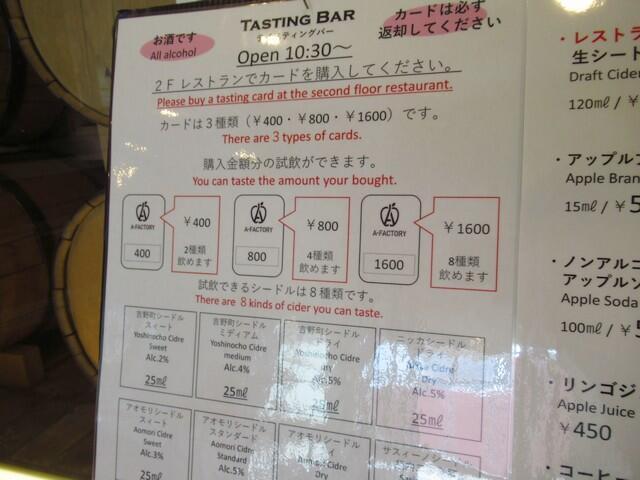 お酒です
All alcohol
TASTING BAR
テイスティングバー
Open 10:30～
カードは必ず
返却してください
２Ｆ レストランでカードを購入してください。
Please buy a tasting card at the second floor restaurant.
カードは３種類（￥400・￥800・￥1600）です。
There are 3 types of cards.
購入金額分の試飲ができます。
You can taste the amount your bought.
A-FACTORY
400
￥400
2種類
飲めます
A-FACTORY
800
￥800
4種類
飲めます
A-FACTORY
1600
￥1600
8種類
飲めます
試飲できるシードルは８種類です。
There are 8 kinds of cider you can taste.
吉野町シードル
スィート
Yoshinocho Cidre
Sweet
Alc.2%
25㎖
吉野町シードル
ミディアム
Yoshinocho Cidre
medium
Alc.4%
25㎖
吉野町シードル
ドライ
Yoshinocho Cidre
25㎖
ニッカシードル
ドライ
Cidre
Dry
Alc.5%
25㎖
アオモリシードル
スィート
Aomori Cidre
Sweet
Alc.3%
25㎖
アオモリシードル
スタンダード
Aomori Cidre
Standard
Alc.5%
アオモリシードル
ドライ
Cidre
Dry
サスィーノシードル
・レストラ
生シード
Draft Cider
120㎖ / ￥
・アップルブ
Apple Bran
15㎖ / ￥5
・ノンアルコ
アップルソ
Apple Soda
100㎖ / ￥5
・リンゴジ
Apple Juice
￥450
・コーヒー